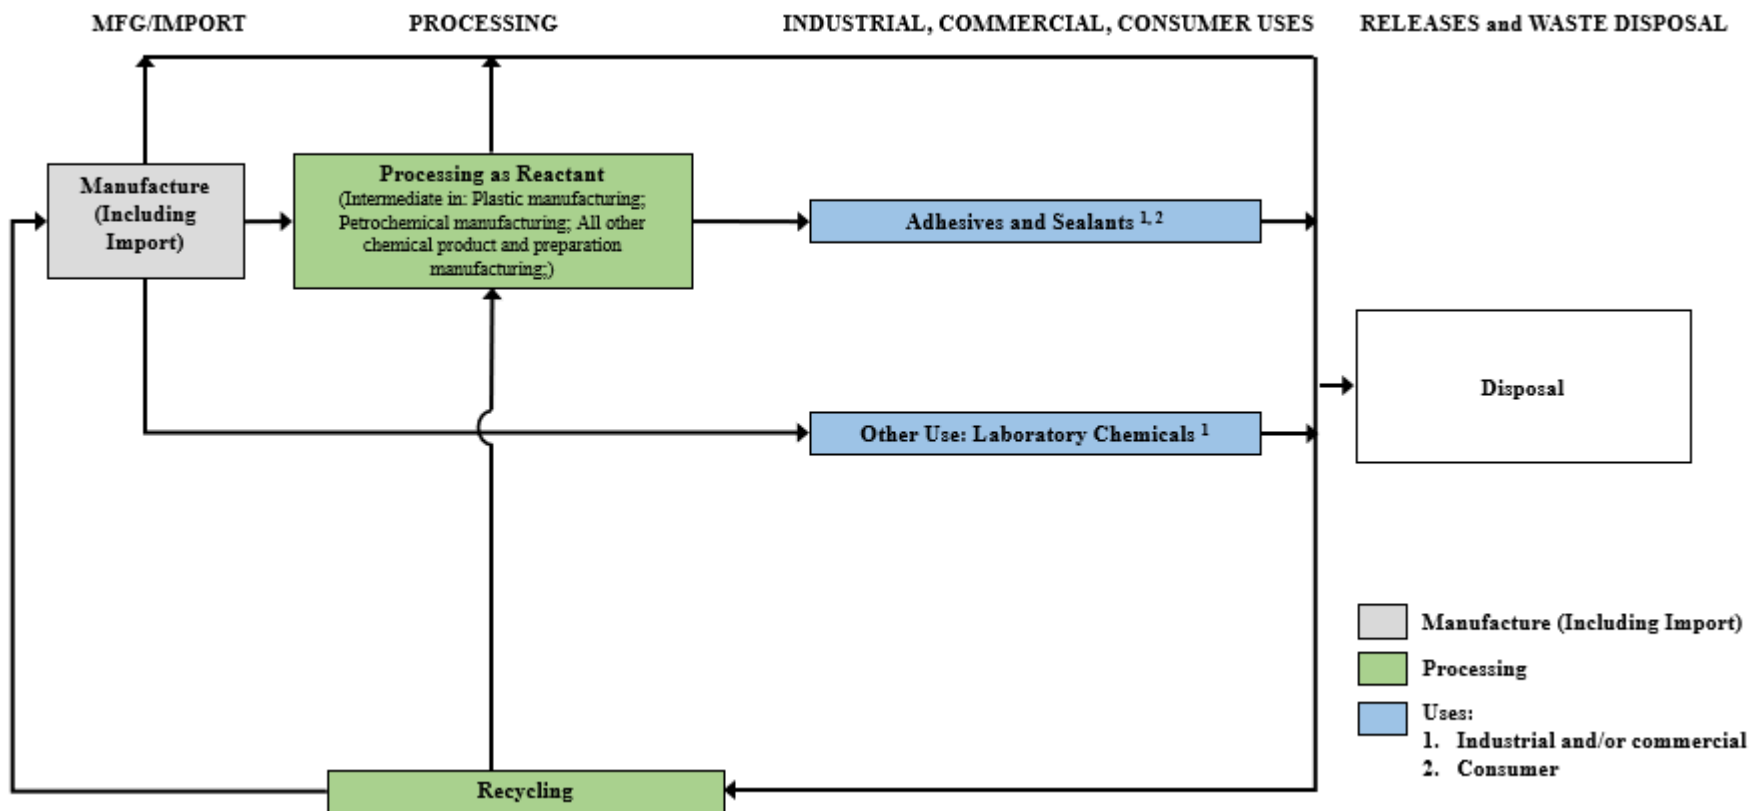 MFG/IMPORT
PROCESSING
INDUSTRIAL, COMMERCIAL, CONSUMER USES
RELEASES and WASTE DISPOSAL
Manufacture
(Including
Import)
Processing as Reactant
(Intermediate in: Plastic manufacturing;
Petrochemical manufacturing; All other
chemical product and preparation
manufacturing;)
Adhesives and Sealants 1, 2
Other Use: Laboratory Chemicals 1
Disposal
Recycling
Manufacture (Including Import)
Processing
Uses:
1. Industrial and/or commercial
2. Consumer